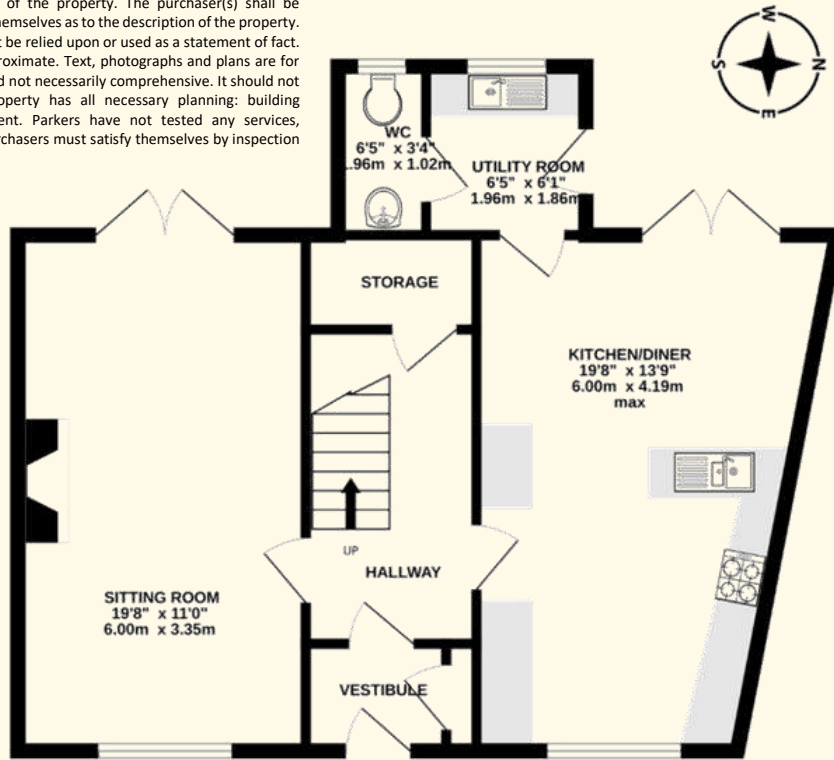 of the property. The purchaser(s) shall be
emselves as to the description of the property.
t be relied upon or used as a statement of fact.
roximate. Text, photographs and plans are for
d not necessarily comprehensive. It should not
operty has all necessary planning: building
ent. Parkers have not tested any services,
rchasers must satisfy themselves by inspection
W
S
N
E
WC
6'5" x 3'4"
1.96m x 1.02m
UTILITY ROOM
6'5" x 6'1"
1.96m x 1.86m
STORAGE
KITCHEN/DINER
19'8" x 13'9"
6.00m x 4.19m
max
UP
HALLWAY
SITTING ROOM
19'8" x 11'0"
6.00m x 3.35m
VESTIBULE